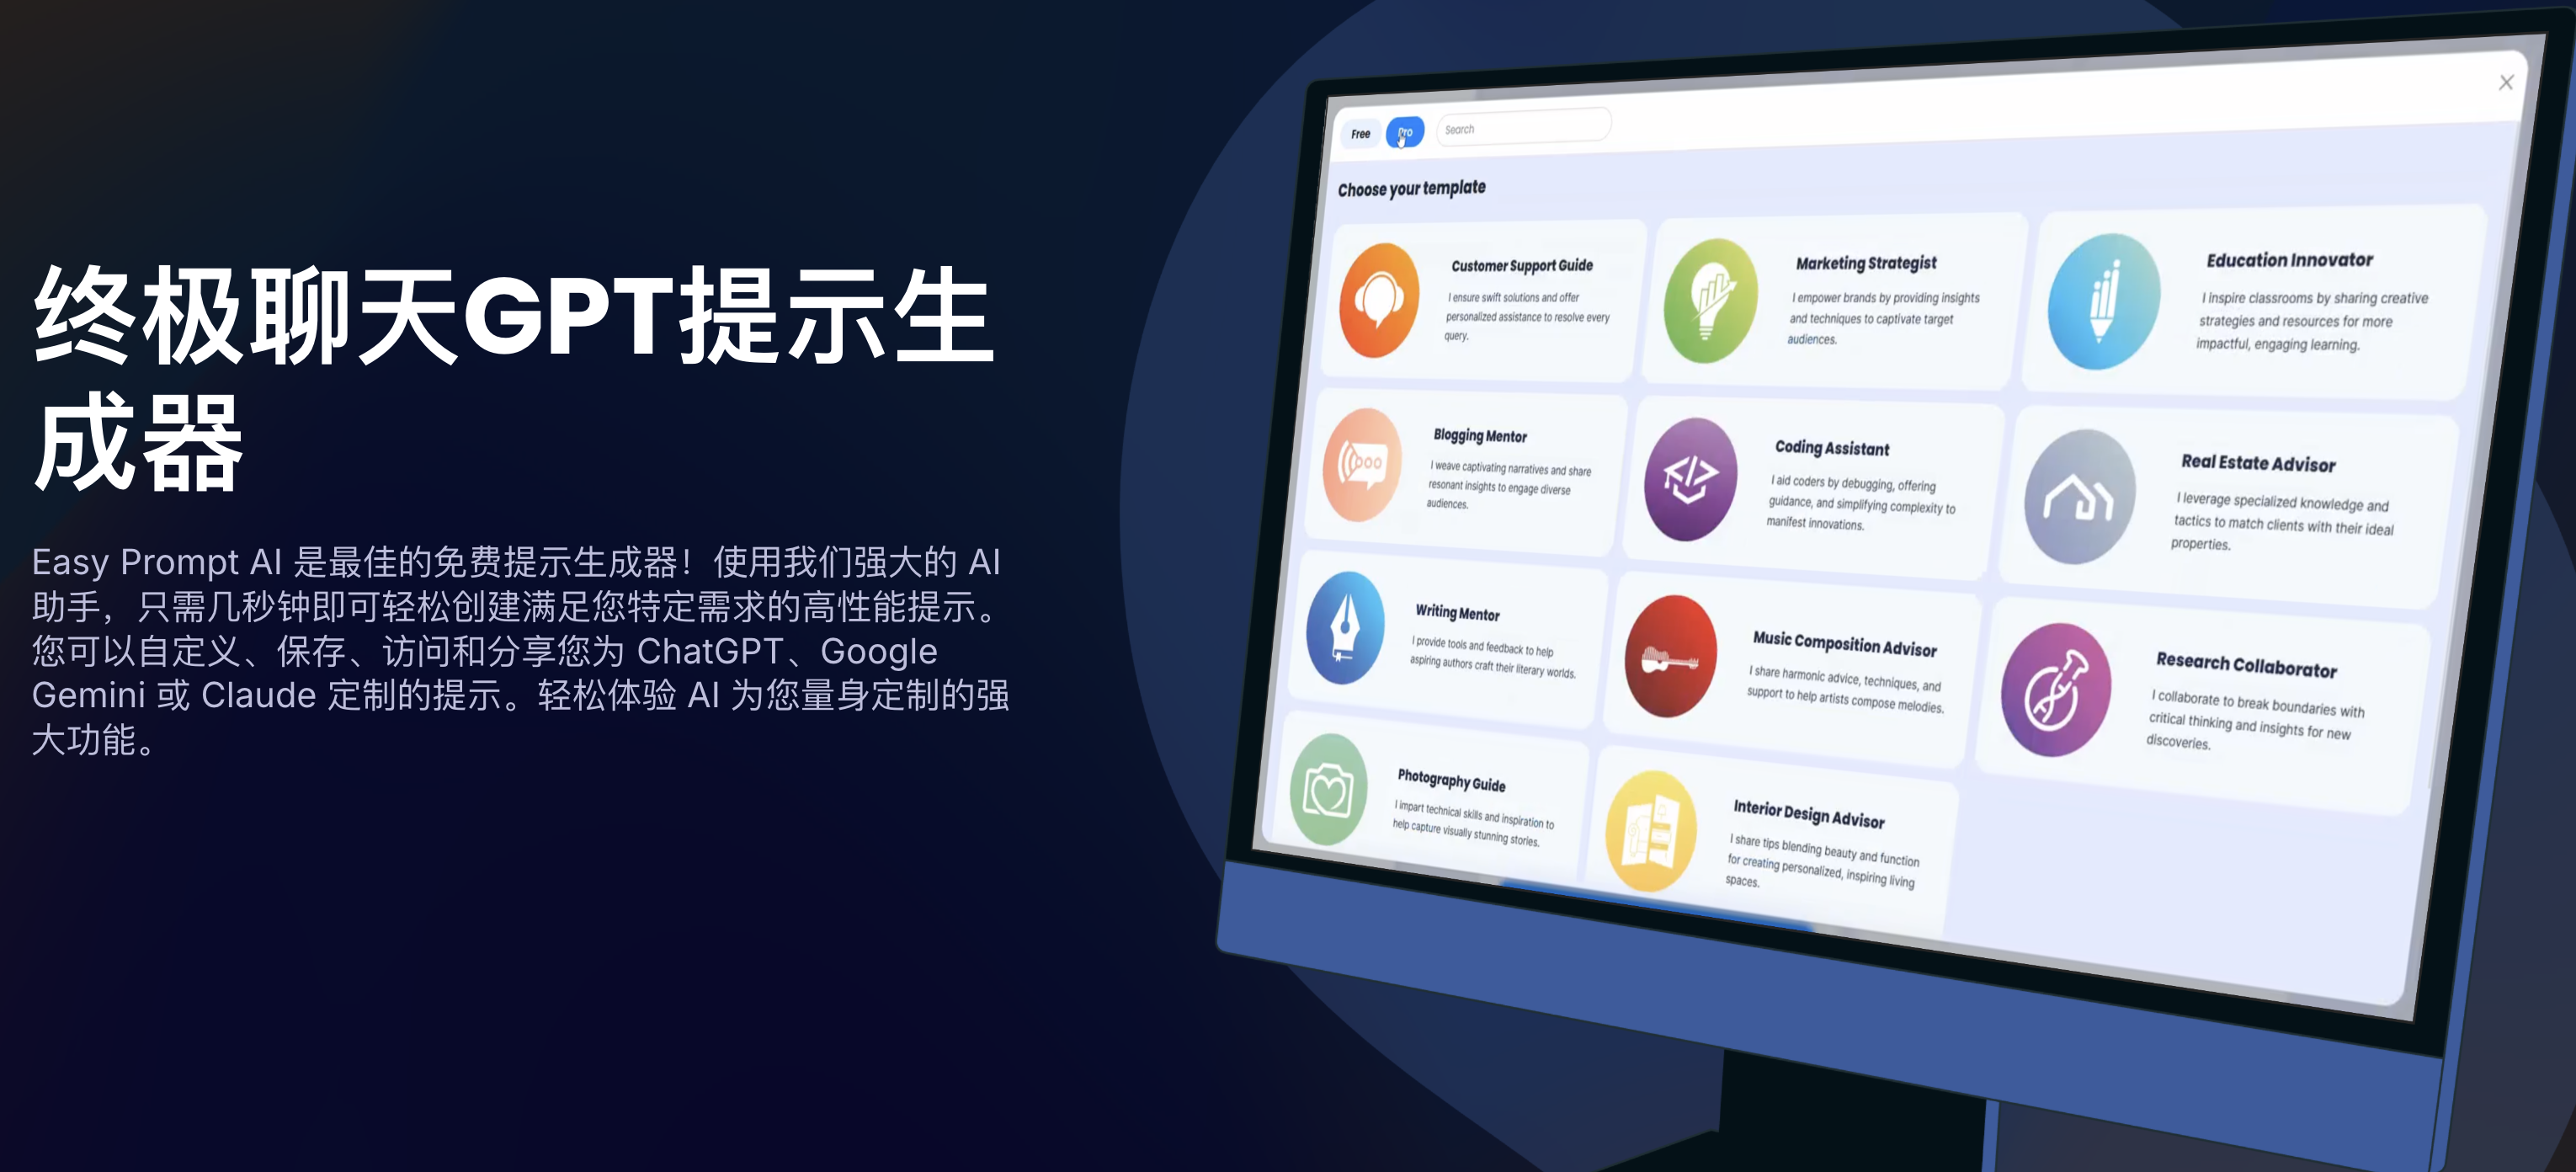 终极聊天GPT提示生
成器
Easy Prompt AI 是最佳的免费提示生成器！使用我们强大的 AI
助手，只需几秒钟即可轻松创建满足您特定需求的高性能提示。
您可以自定义、保存、访问和分享您为 ChatGPT、Google
Gemini 或 Claude 定制的提示。轻松体验 AI 为您量身定制的强
大功能。
Free
Pro
Search
Choose your template
Customer Support Guide
I ensure swift solutions and offer
personalized assistance to resolve every
query.
Marketing Strategist
I empower brands by providing insights
and techniques to captivate target
audiences.
Education Innovator
I Inspire classrooms by sharing creative
strategies and resources for more
impactful, engaging learning.
Blogging Mentor
I weave captivating narratives and share
resonant insights to engage diverse
audiences.
Coding Assistant
I aid coders by debugging, offering
guidance, and simplifying complexity to
manifest innovations.
Real Estate Advisor
I leverage specialized knowledge and
tactics to match clients with their ideal
properties.
Writing Mentor
I provide tools and feedback to help
aspiring authors craft their literary worlds.
Music Composition Advisor
I share harmonic advice, techniques, and
support to help artists compose melodies.
Research Collaborator
I collaborate to break boundaries with
critical thinking and insights for new
discoveries.
Photography Guide
I impart technical skills and inspiration to
help capture visually stunning stories.
Interior Design Advisor
I share tips blending beauty and function
for creating personalized, inspiring living
spaces.